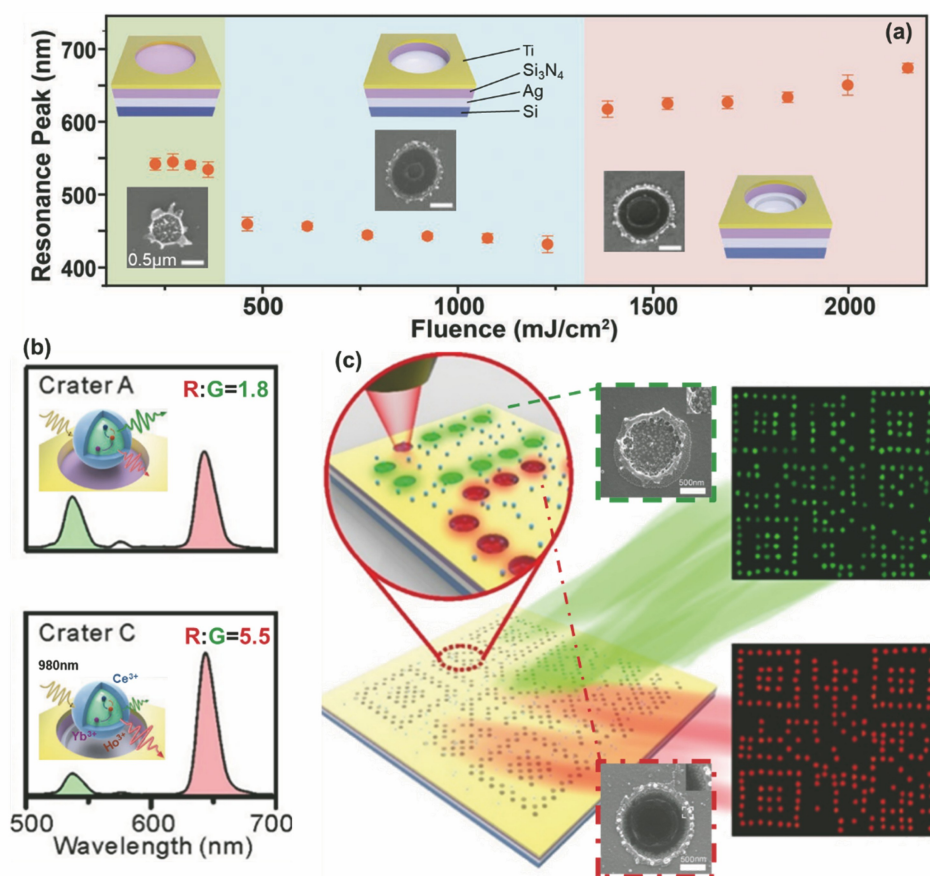 (a)
Resonance Peak (nm)
700
600
500
400
Ti
Si₃N₄
Ag
Si
0.5μm
500
1000
1500
2000
Fluence (mJ/cm²)
(b)
Crater A
R:G=1.8
Crater C
R:G=5.5
980nm
Ce³⁺
Yb³⁺
Ho³⁺
500
600
700
Wavelength (nm)
(c)
500nm
500nm